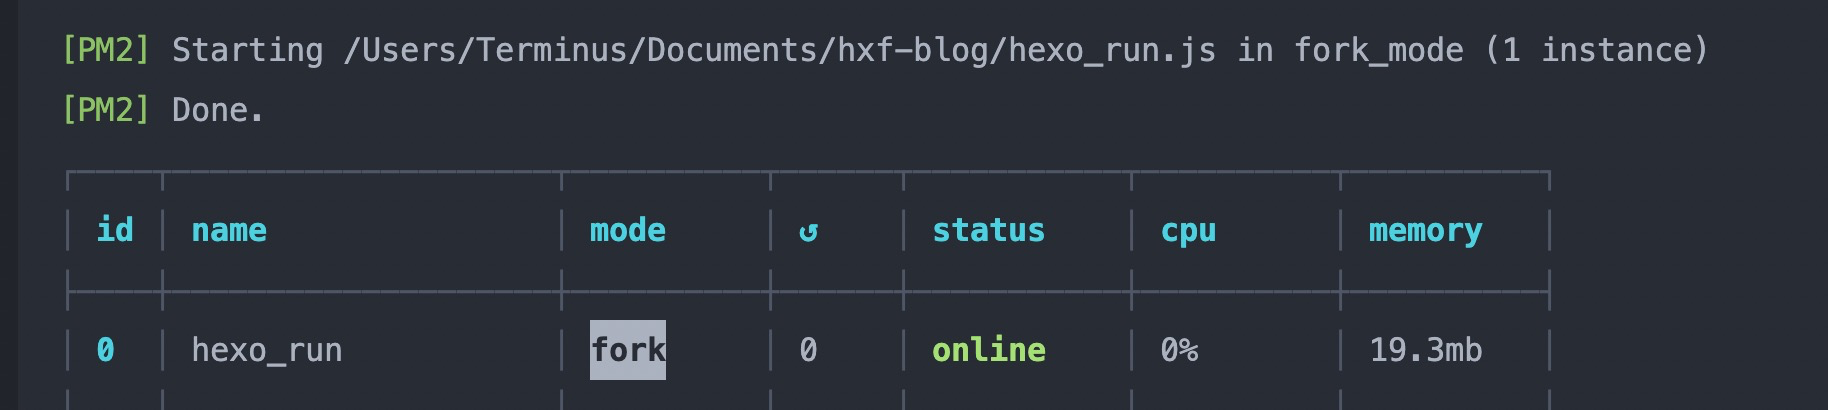 [PM2] Starting /Users/Terminus/Documents/hxf-blog/hexo_run.js in fork_mode (1 instance)
[PM2] Done.
id name mode ↺ status cpu memory
0 hexo_run fork 0 online 0% 19.3mb